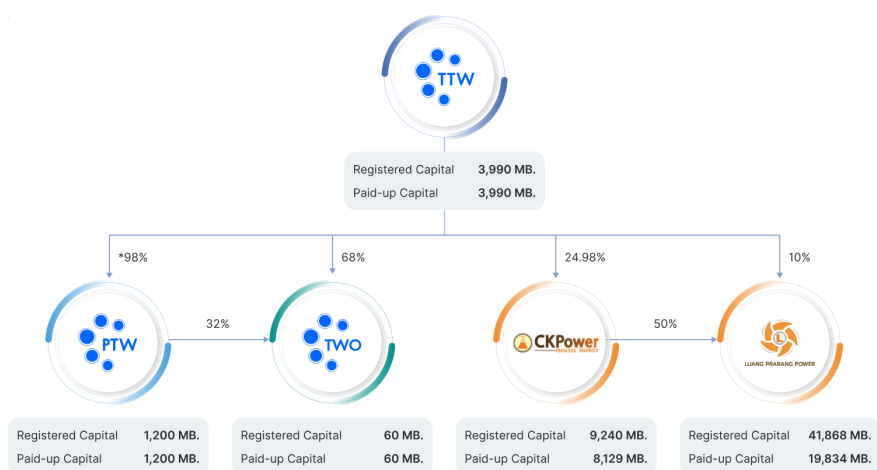 TTW
Registered Capital 3,990 MB.
Paid-up Capital 3,990 MB.
*98%
68%
24.98%
10%
PTW
32%
TWO
CKPower
ENDLESS ENERGY
50%
L
LUANG PRABANG POWER
Registered Capital 1,200 MB.
Paid-up Capital 1,200 MB.
Registered Capital 60 MB.
Paid-up Capital 60 MB.
Registered Capital 9,240 MB.
Paid-up Capital 8,129 MB.
Registered Capital 41,868 MB.
Paid-up Capital 19,834 MB.